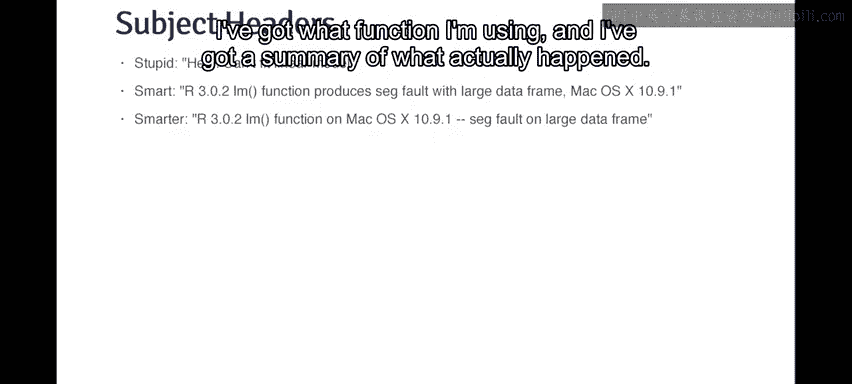 Subject Headers
I've got what function I'm using, and I've
got a summary of what actually happened.
· Stupid: "He
· Smart: "R 3.0.2 lm() function produces seg fault with large data frame, Mac OS X 10.9.1"
· Smarter: "R 3.0.2 lm() function on Mac OS X 10.9.1 -- seg fault on large data frame"